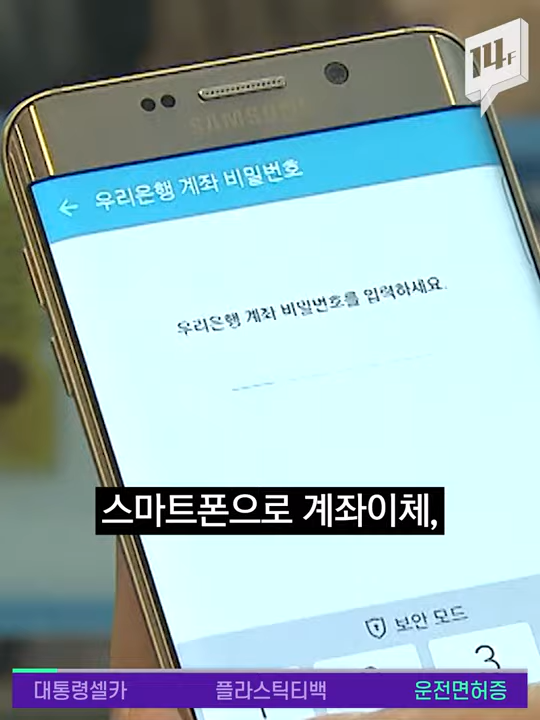 14F
SAMSUNG
우리은행 계좌 비밀번호
우리은행 계좌 비밀번호를 입력하세요.
스마트폰으로 계좌이체,
보안 모드
1
3
대통령셀카
플라스틱티백
운전면허증